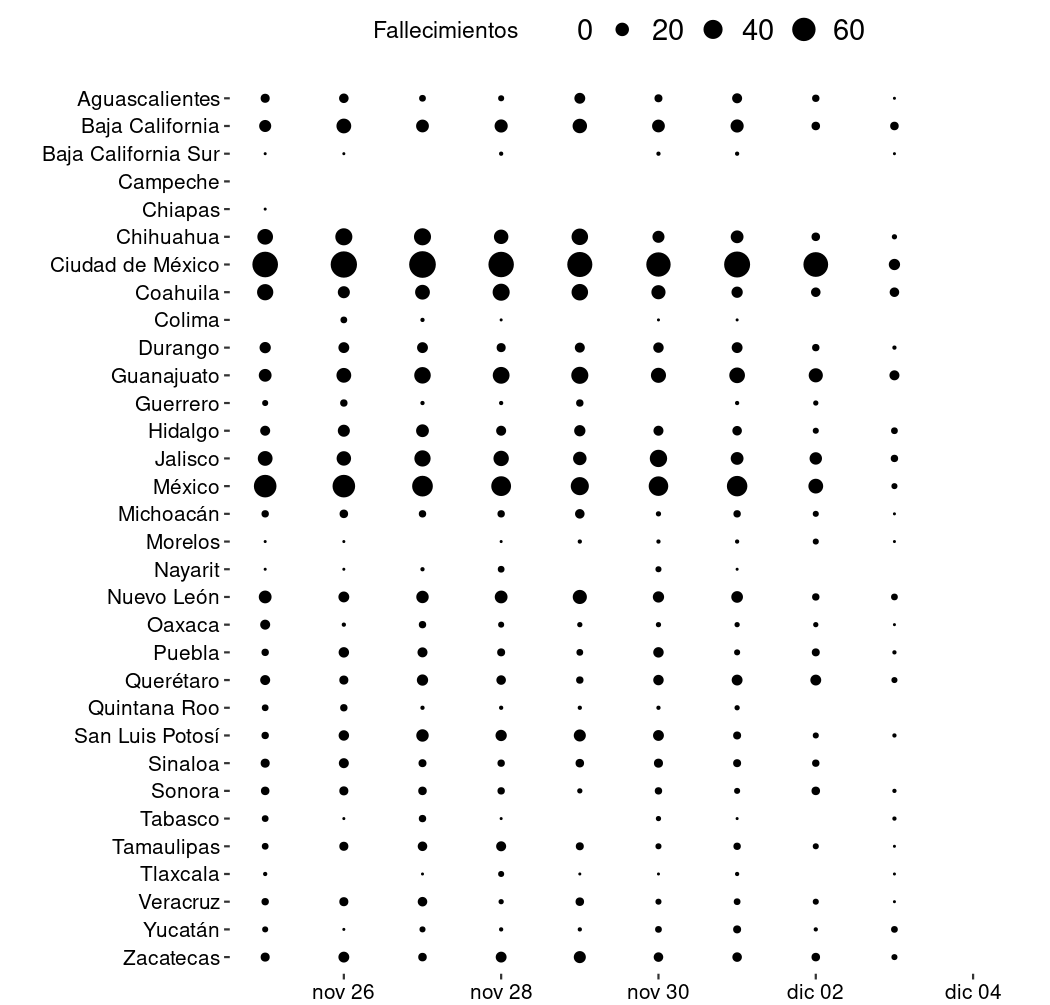 Fallecimientos 0 20 40 60
Aguascalientes
Baja California
Baja California Sur
Campeche
Chiapas
Chihuahua
Ciudad de México
Coahuila
Colima
Durango
Guanajuato
Guerrero
Hidalgo
Jalisco
México
Michoacán
Morelos
Nayarit
Nuevo León
Oaxaca
Puebla
Querétaro
Quintana Roo
San Luis Potosí
Sinaloa
Sonora
Tabasco
Tamaulipas
Tlaxcala
Veracruz
Yucatán
Zacatecas
nov 26 nov 28 nov 30 dic 02 dic 04